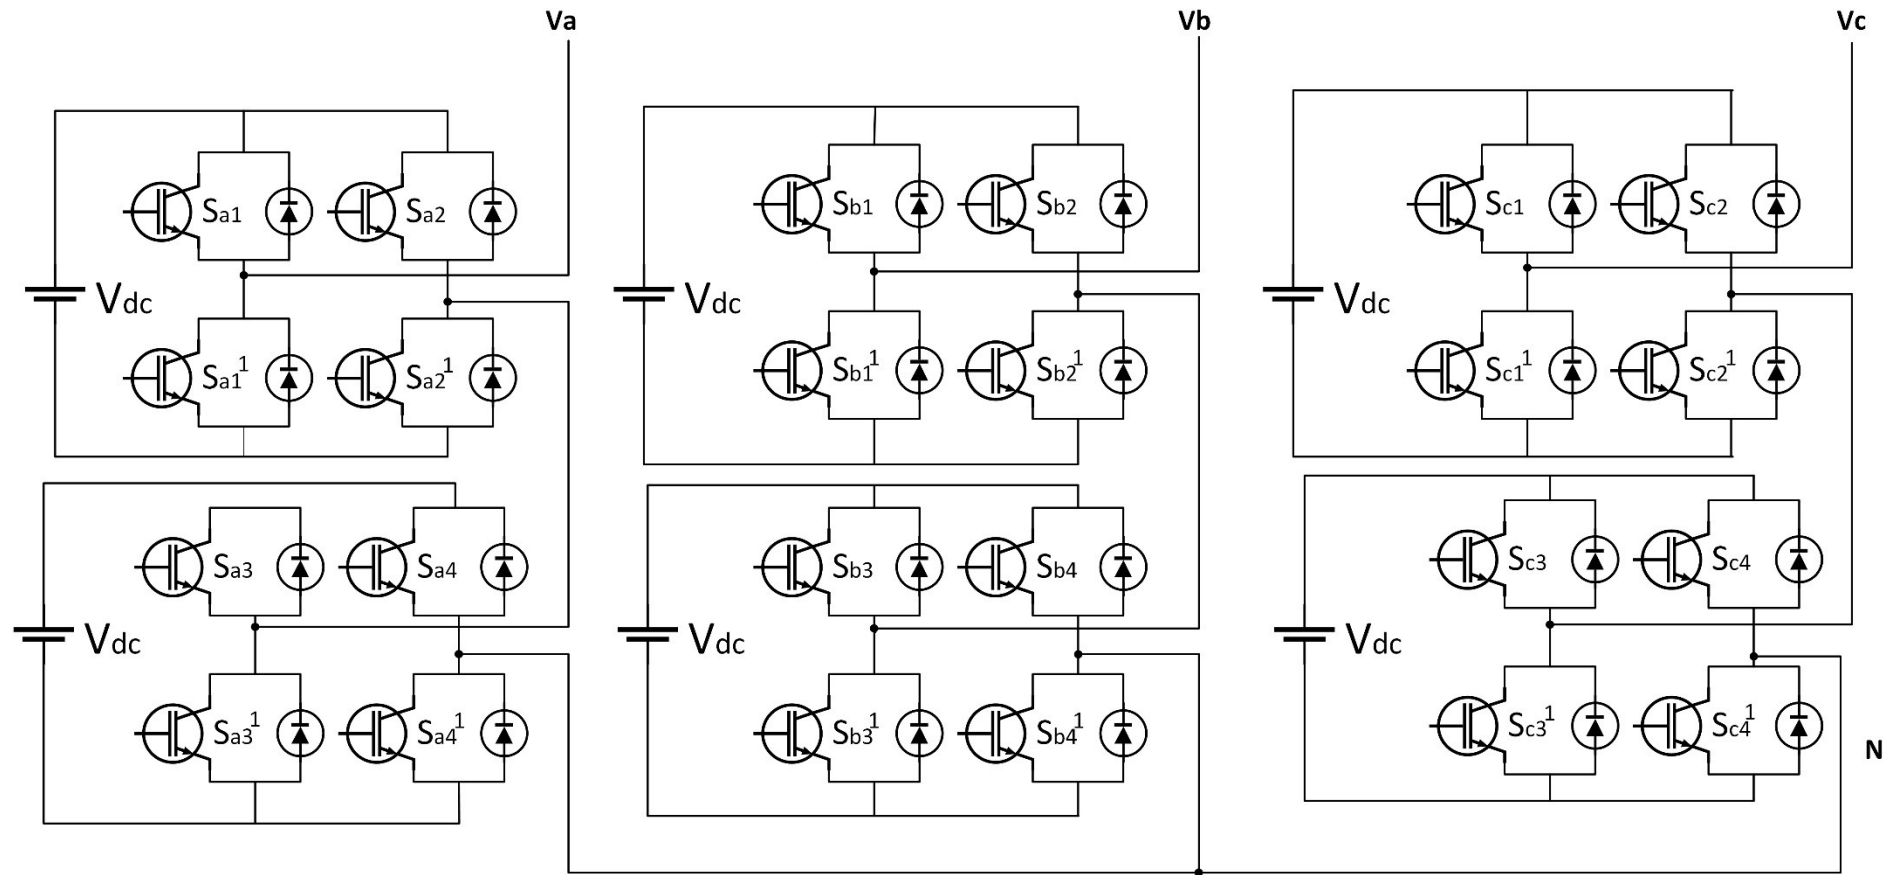 Va Vb Vc
Sa1 Sa2 Sb1 Sb2 Sc1 Sc2
Vdc Vdc Vdc
Sa1¹ Sa2¹ Sb1¹ Sb2¹ Sc1¹ Sc2¹
Sa3 Sa4 Sb3 Sb4 Sc3 Sc4
Vdc Vdc Vdc
Sa3¹ Sa4¹ Sb3¹ Sb4¹ Sc3¹ Sc4¹
N